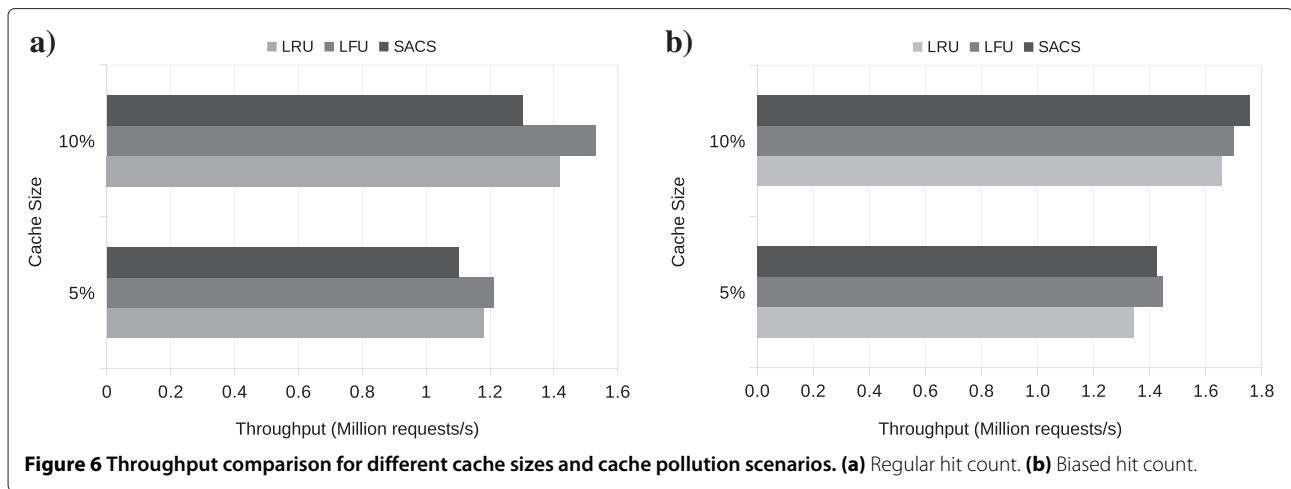 a)
LRU LFU SACS
10%
5%
Cache Size
0 0.2 0.4 0.6 0.8 1 1.2 1.4 1.6
Throughput (Million requests/s)
b)
LRU LFU SACS
10%
5%
Cache Size
0.0 0.2 0.4 0.6 0.8 1.0 1.2 1.4 1.6 1.8
Throughput (Million requests/s)
Figure 6 Throughput comparison for different cache sizes and cache pollution scenarios. (a) Regular hit count. (b) Biased hit count.